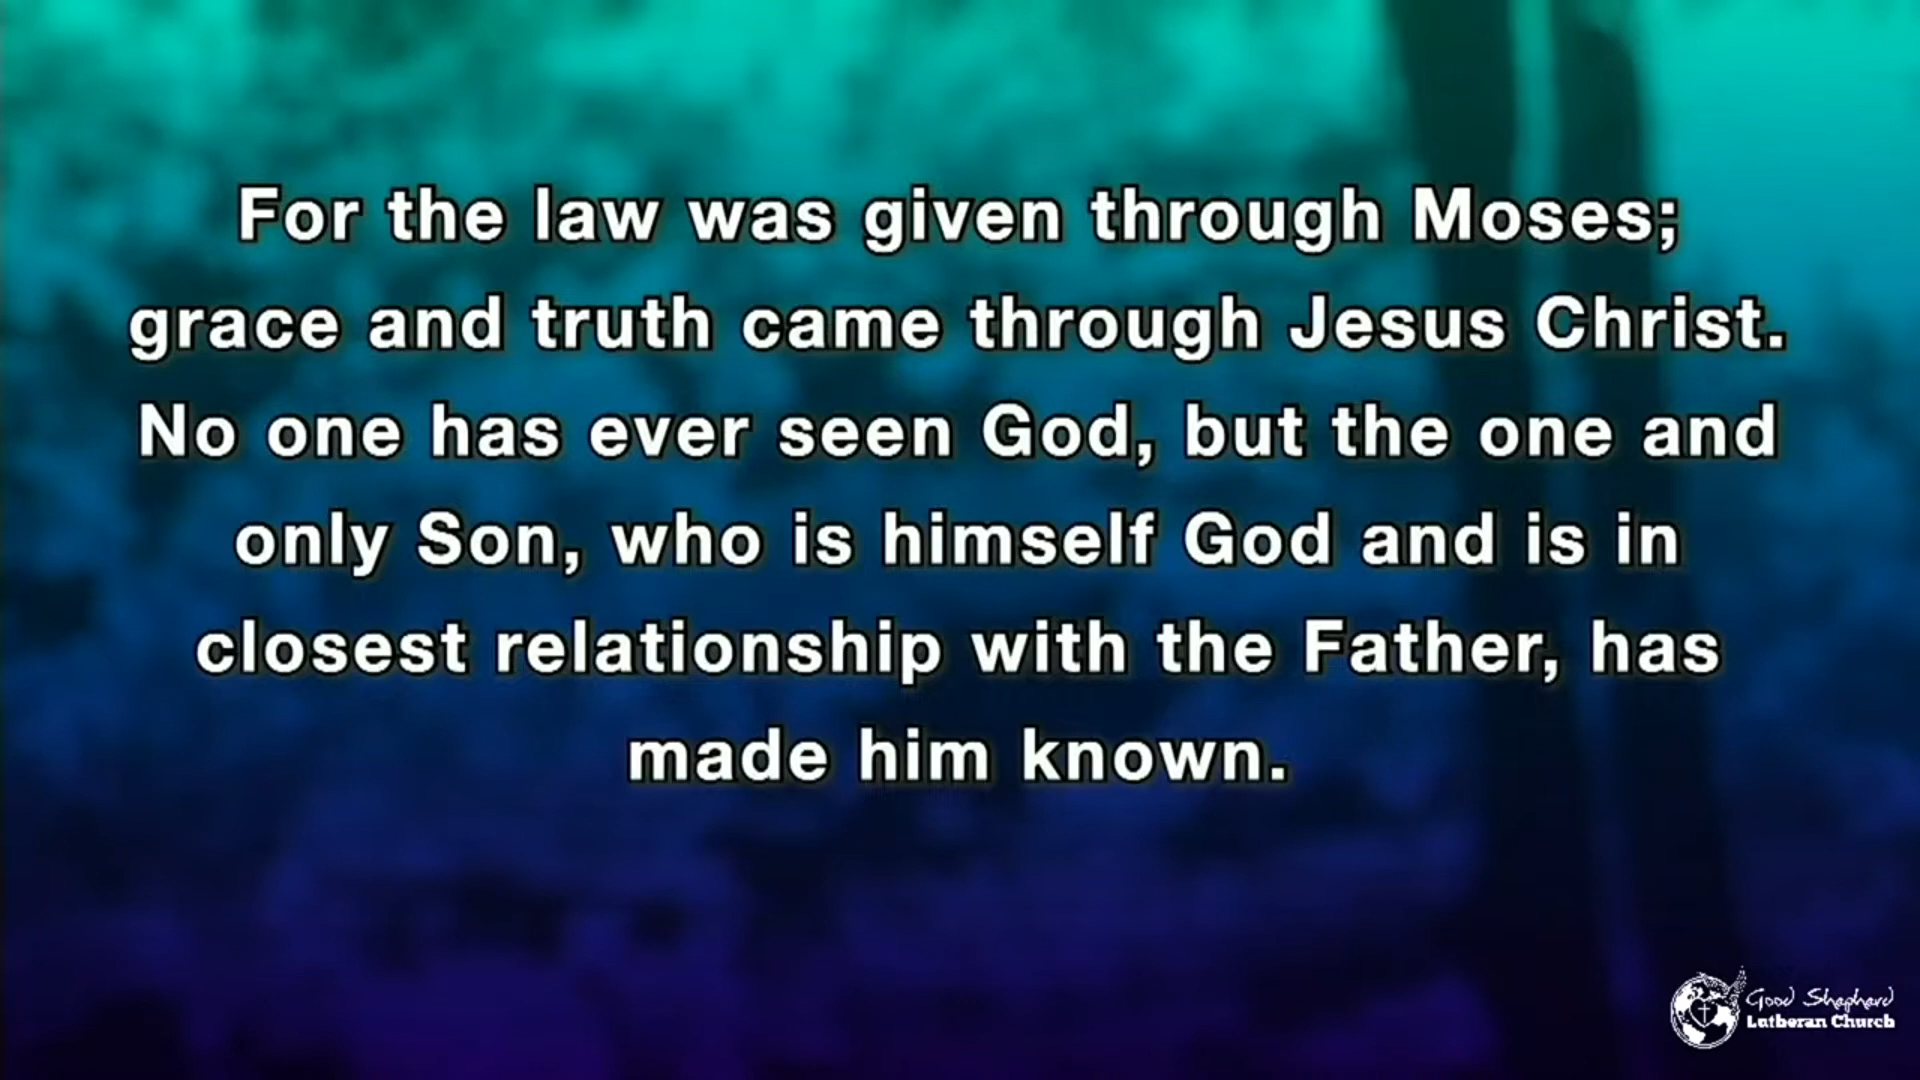 For the law was given through Moses;
grace and truth came through Jesus Christ.
No one has ever seen God, but the one and
only Son, who is himself God and is in
closest relationship with the Father, has
made him known.
Good Shepherd
Lutheran Church